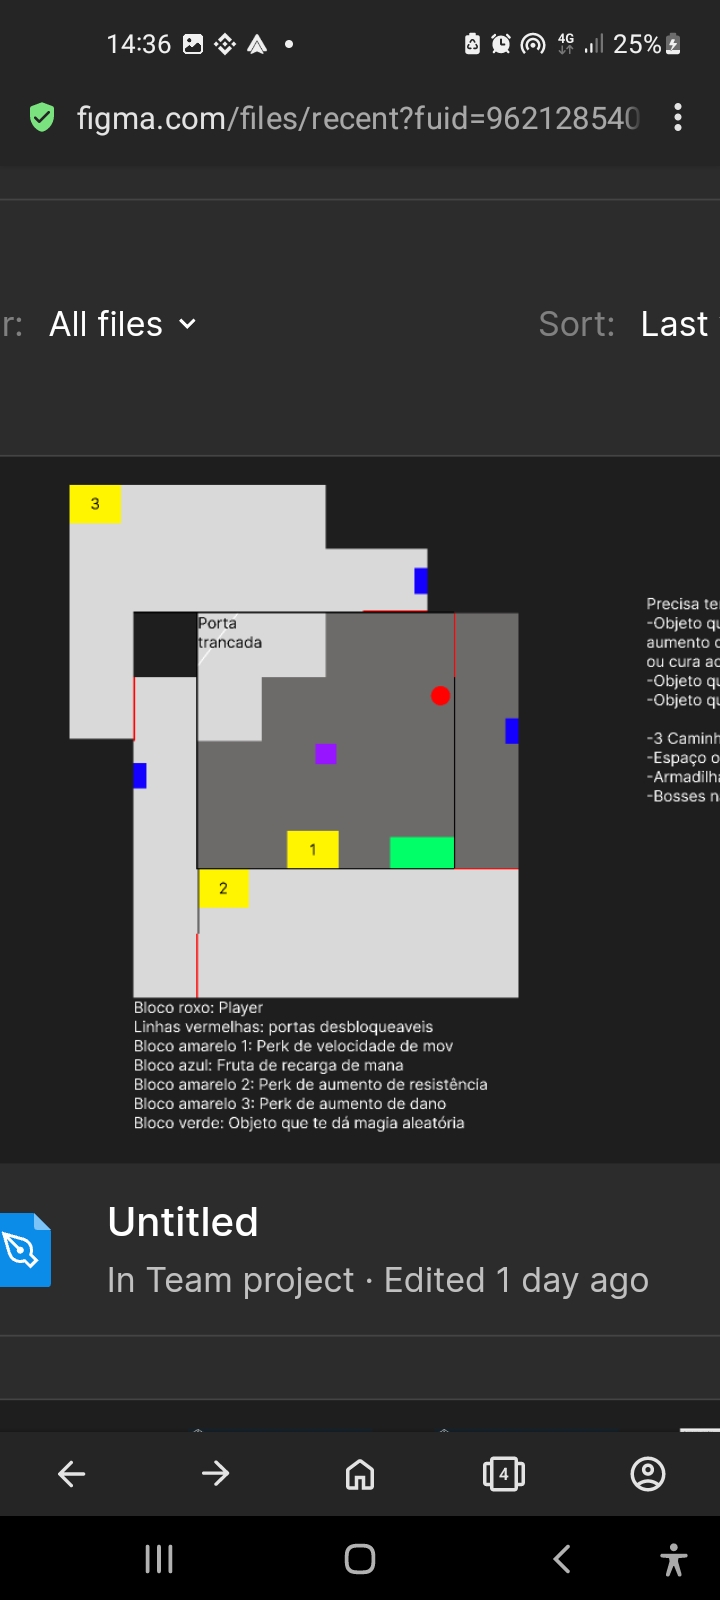 14:36
4G
25%
figma.com/files/recent?fuid=962128540
r: All files
Sort: Last
3
Porta
trancada
1
2
Precisa te
-Objeto qu
aumento d
ou cura ao
-Objeto qu
-Objeto qu
-3 Caminh
-Espaço o
-Armadilha
-Bosses n
Bloco roxo: Player
Linhas vermelhas: portas desbloqueaveis
Bloco amarelo 1: Perk de velocidade de mov
Bloco azul: Fruta de recarga de mana
Bloco amarelo 2: Perk de aumento de resistência
Bloco amarelo 3: Perk de aumento de dano
Bloco verde: Objeto que te dá magia aleatória
Untitled
In Team project · Edited 1 day ago
4